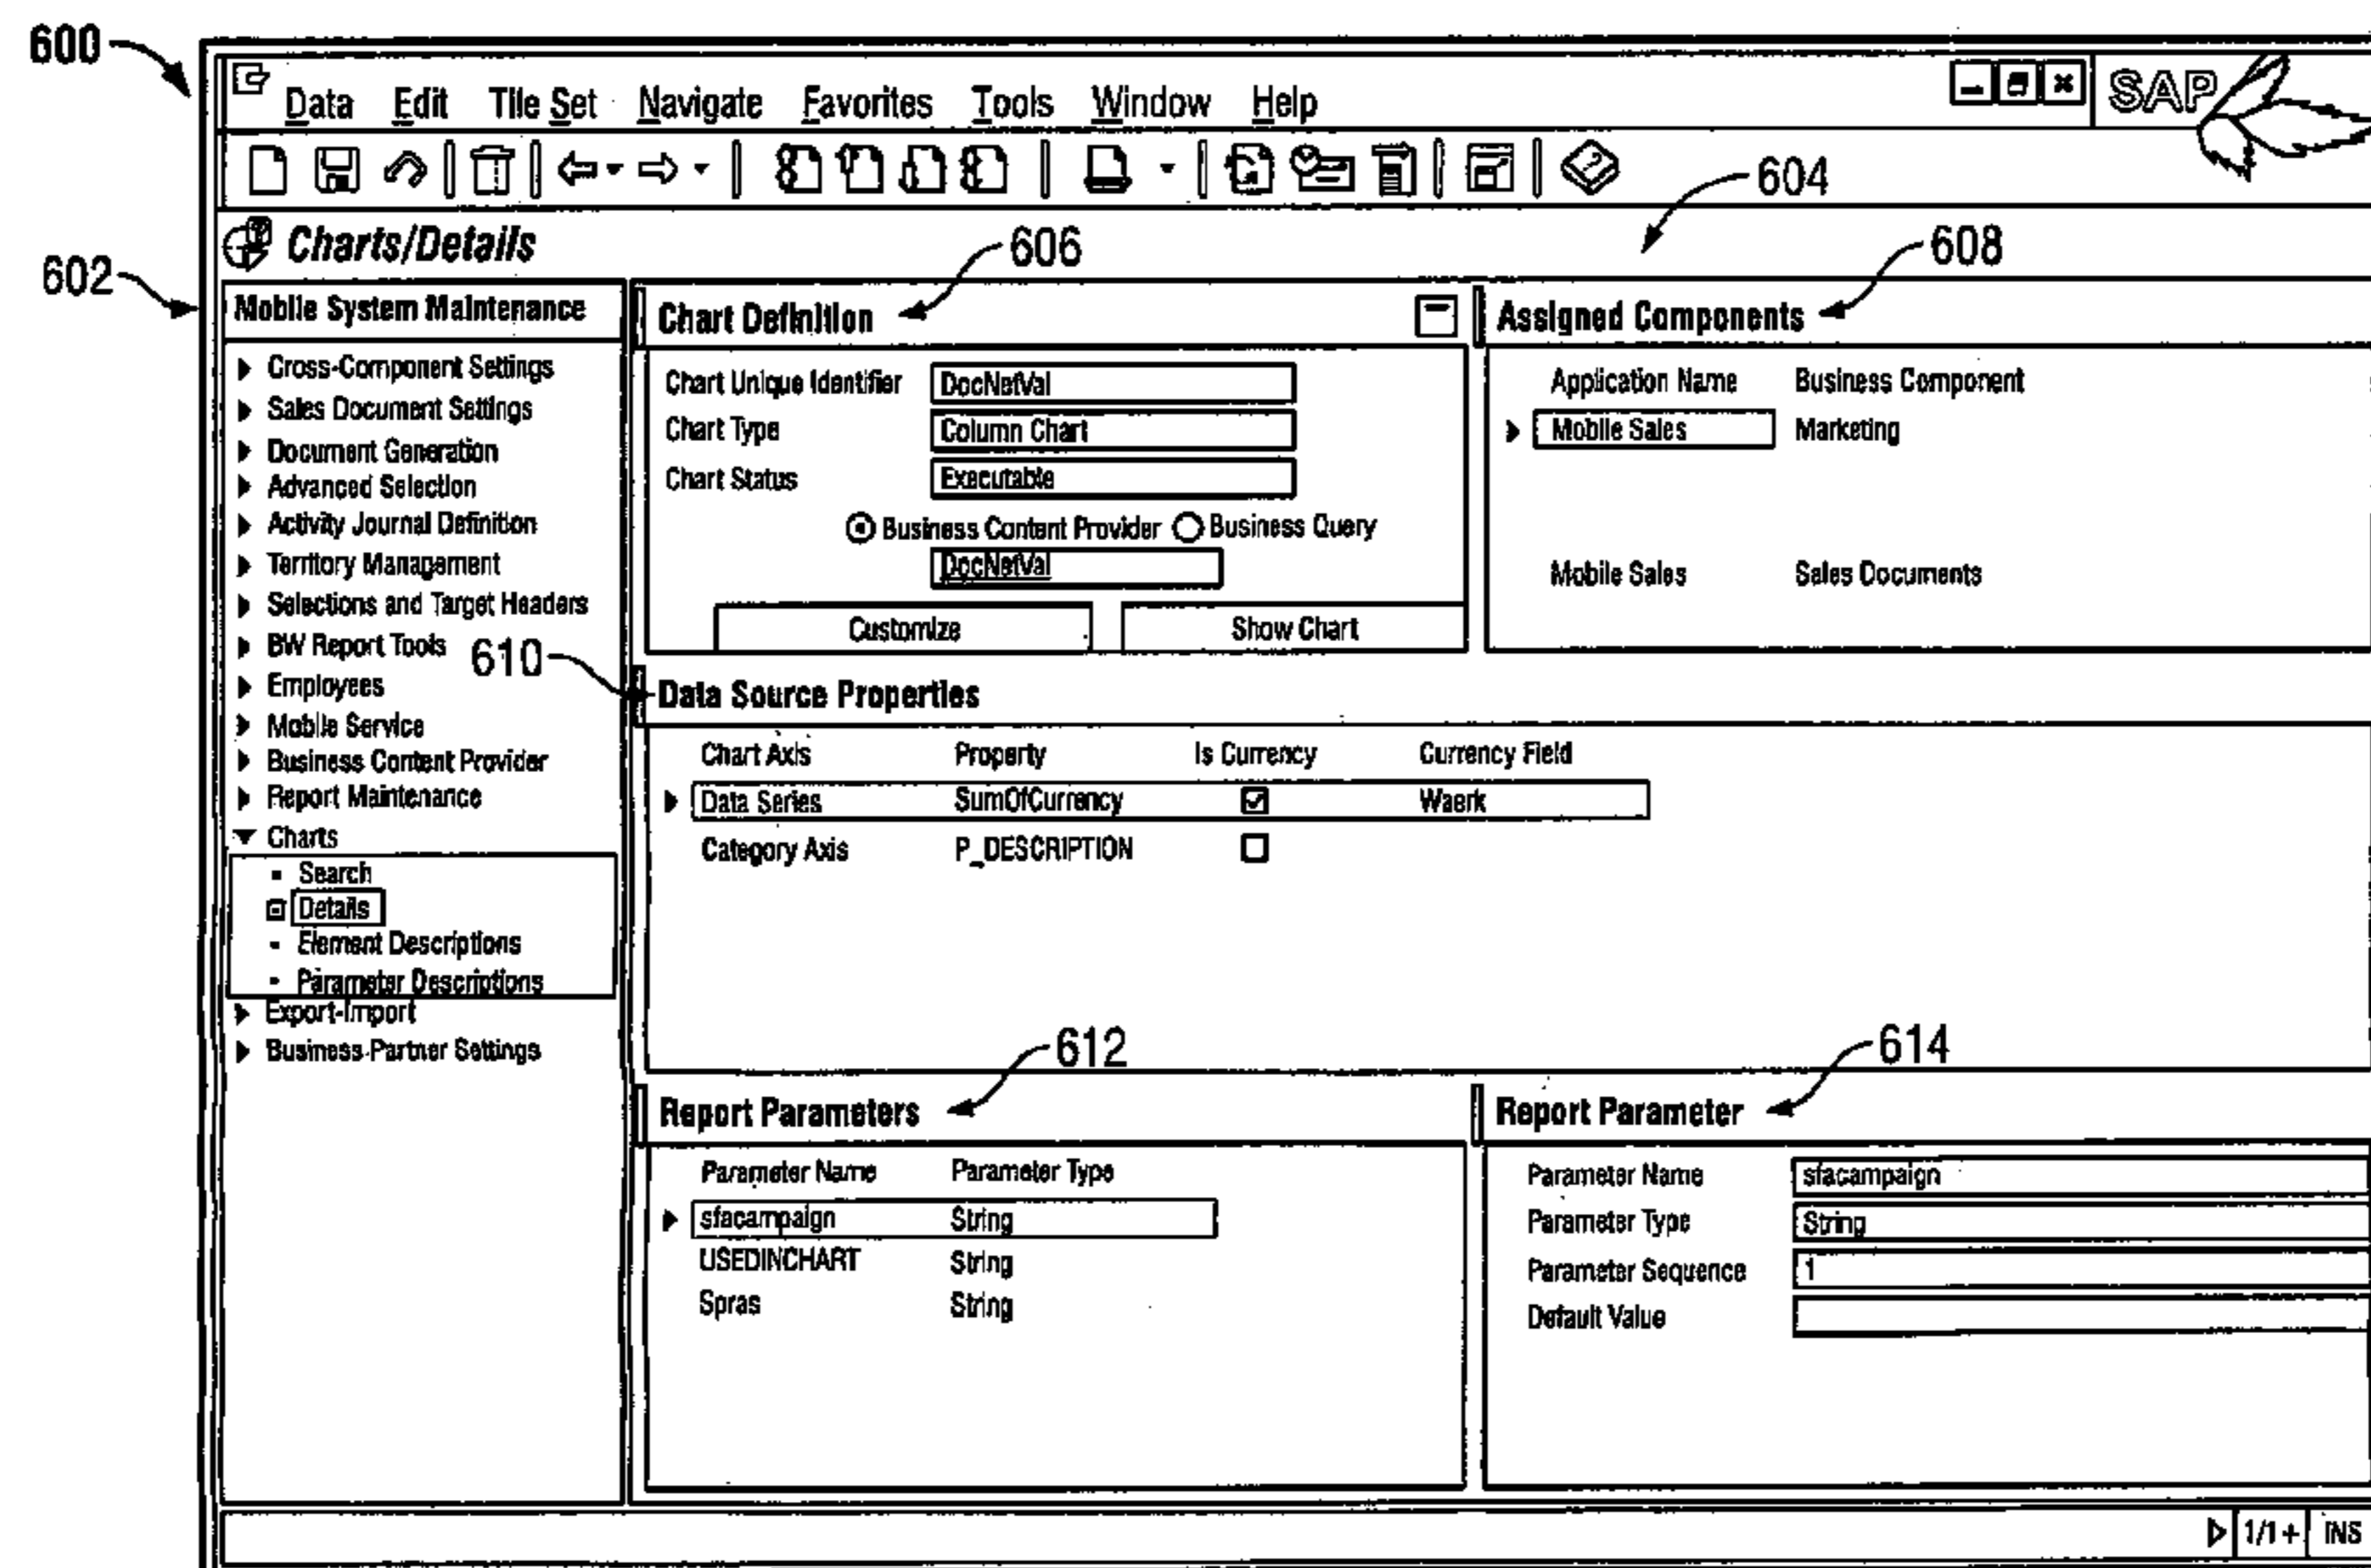 600
Data Edit Tile Set Navigate Favorites Tools Window Help
SAP
604
Charts/Details
602
606
608
Mobile System Maintenance
Cross-Component Settings
Sales Document Settings
Document Generation
Advanced Selection
Activity Journal Definition
Territory Management
Selections and Target Headers
BW Report Tools
Employees
Mobile Service
Business Content Provider
Report Maintenance
Charts
Search
Details
Element Descriptions
Parameter Descriptions
Export-Import
Business Partner Settings
Chart Definition
Chart Unique Identifier DocNetVal
Chart Type Column Chart
Chart Status Executable
Business Content Provider Business Query
DocNetVal
Customize Show Chart
Assigned Components
Application Name Business Component
Mobile Sales Marketing
Mobile Sales Sales Documents
610
Data Source Properties
Chart Axis Property Is Currency Currency Field
Data Series SumOfCurrency Waerk
Category Axis P_DESCRIPTION
612
Report Parameters
Parameter Name Parameter Type
sfacampaign String
USEDINCHART String
Spras String
614
Report Parameter
Parameter Name sfacampaign
Parameter Type String
Parameter Sequence 1
Default Value
1/1+ INS